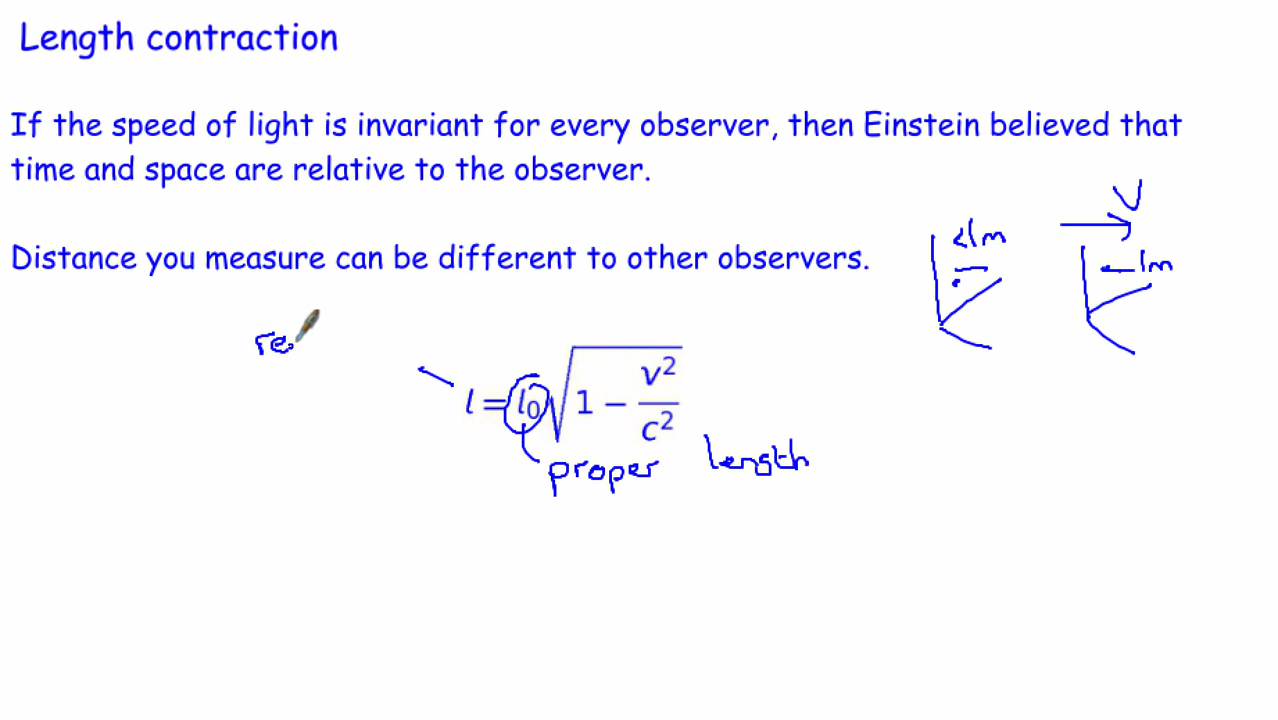 Length contraction
If the speed of light is invariant for every observer, then Einstein believed that
time and space are relative to the observer.
V
<1m
1m
Distance you measure can be different to other observers.
re
l = l₀√(1 − v²/c²)
proper length